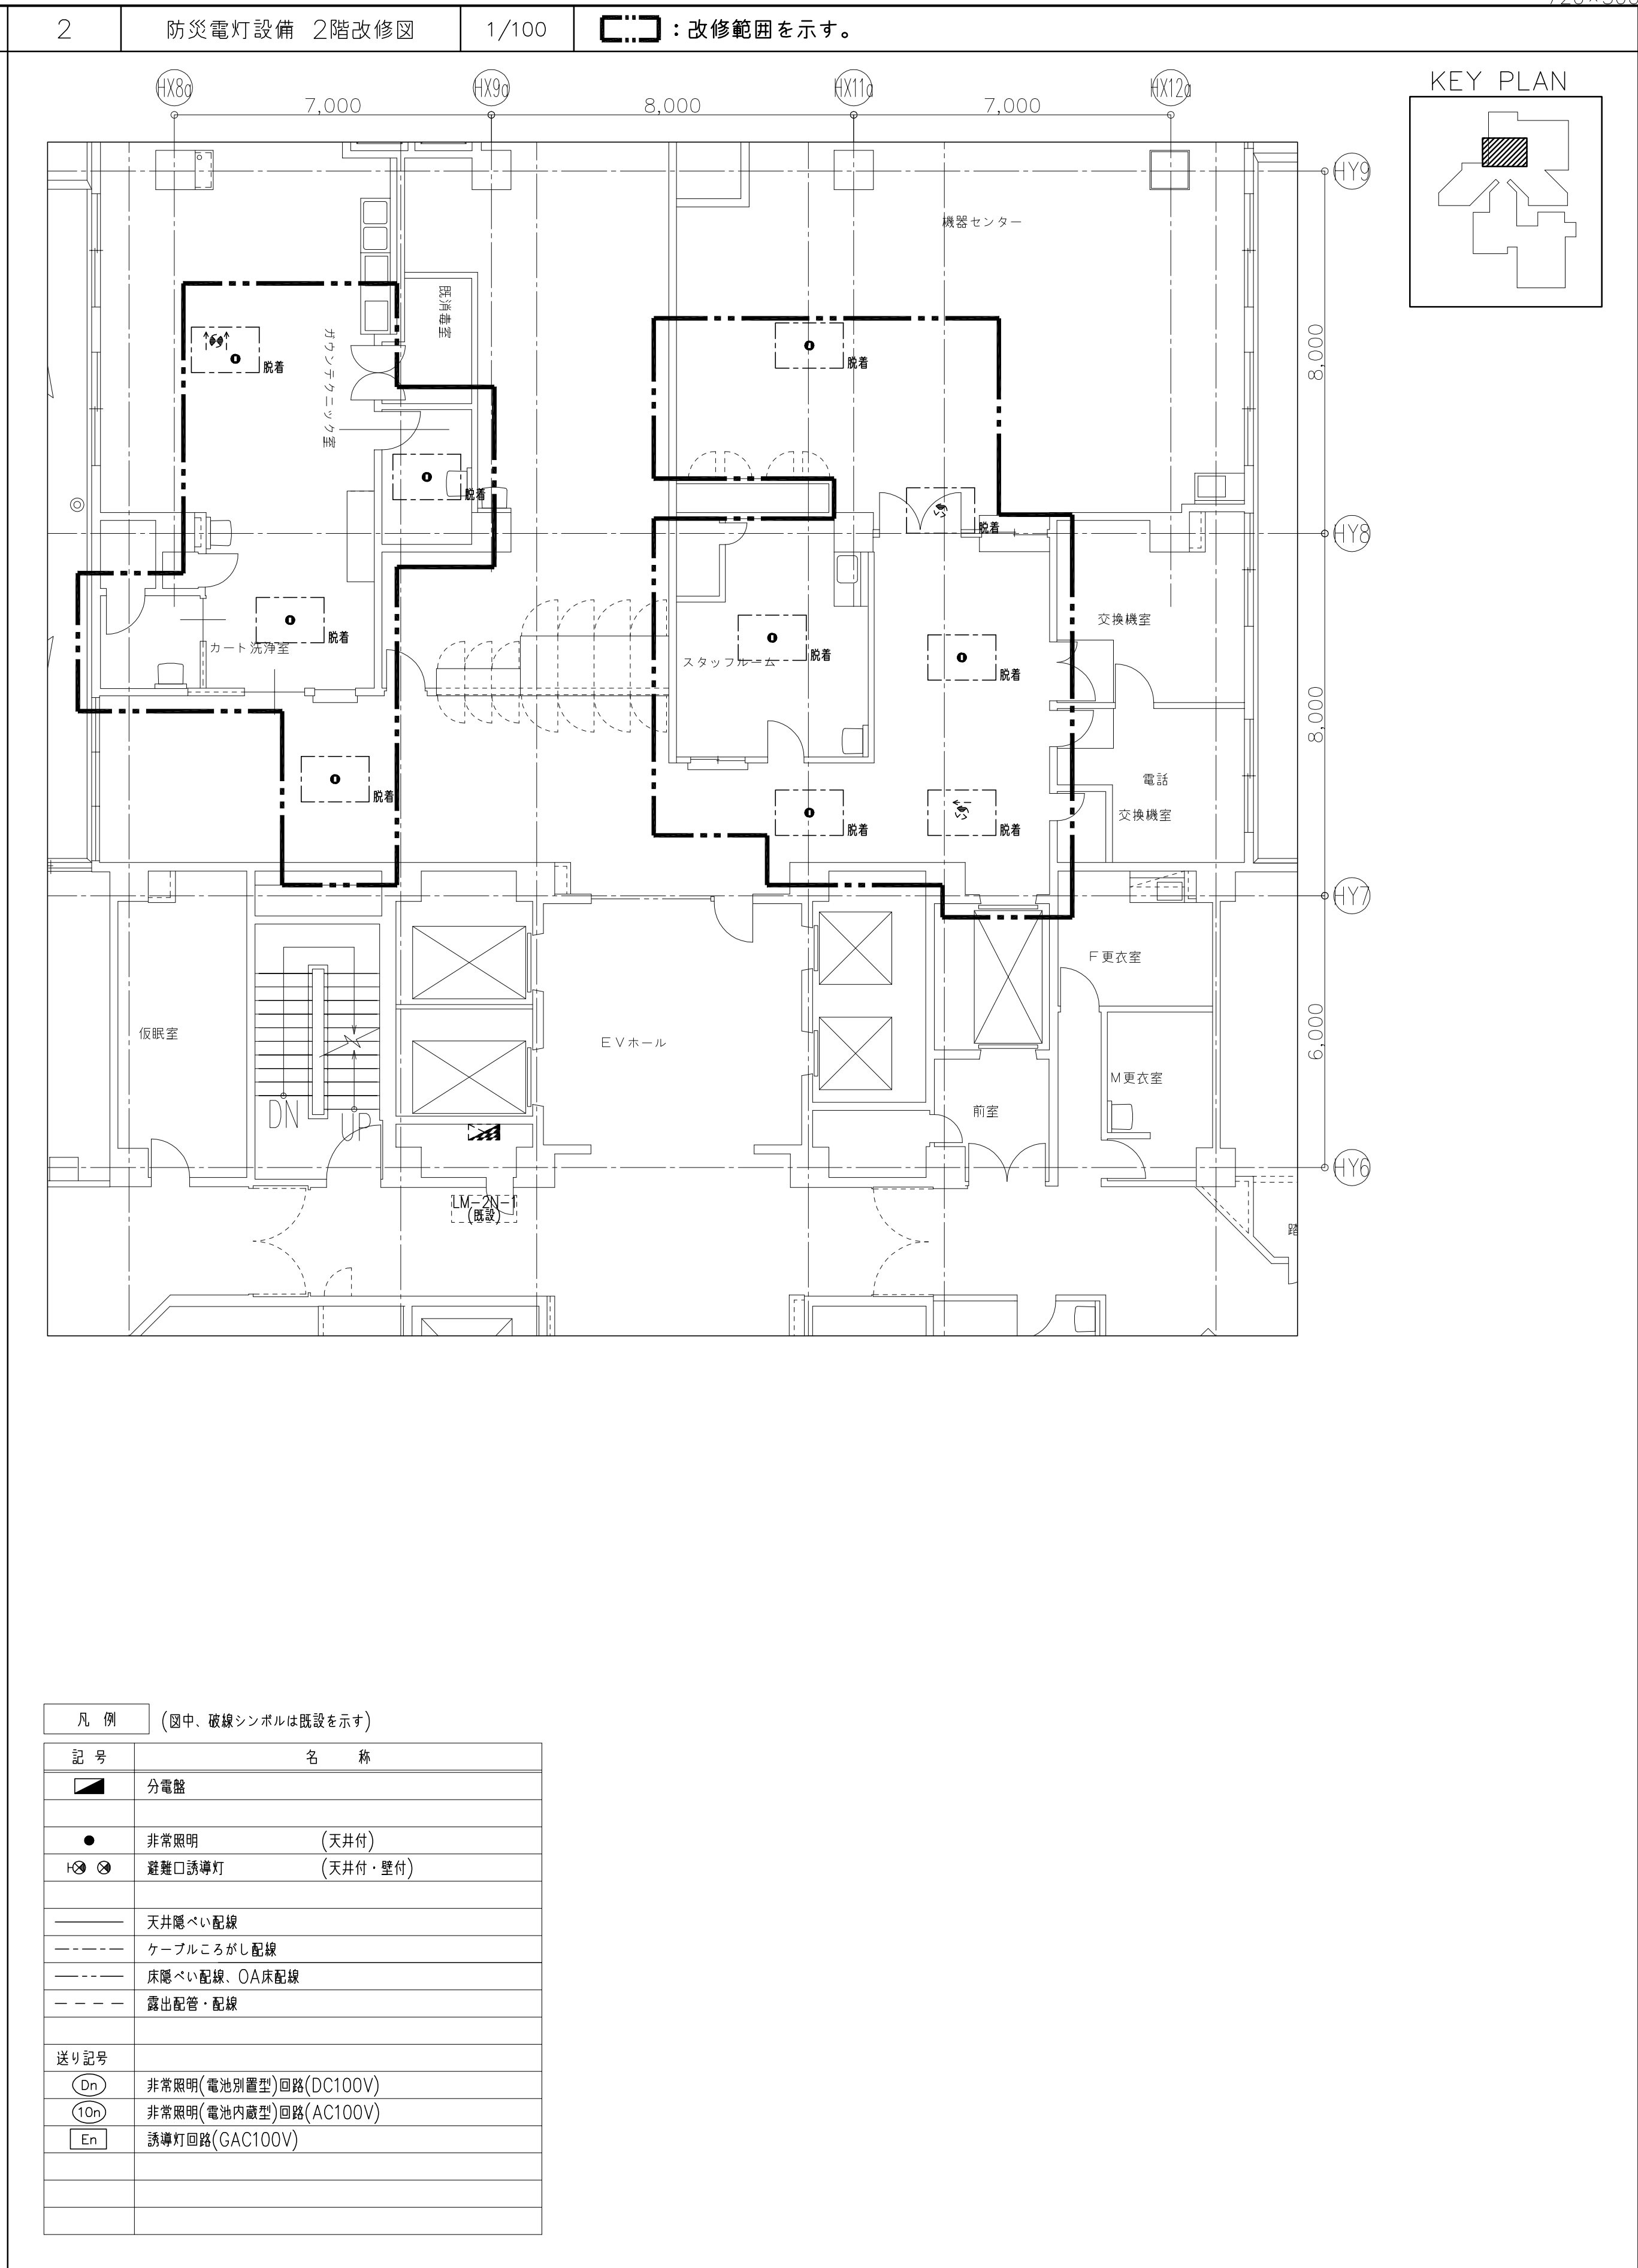 2
防災電灯設備 2階改修図
1/100
：改修範囲を示す。
KEY PLAN
HX8a
HX9a
HX11a
HX12a
7,000
8,000
7,000
HY9
機器センター
既消毒室
ガウンテクニック室
脱着
脱着
8,000
脱着
脱着
HY8
カート洗浄室
脱着
スタッフルーム
脱着
脱着
交換機室
8,000
脱着
脱着
脱着
電話
交換機室
HY7
仮眠室
DN
UP
EVホール
F更衣室
M更衣室
前室
6,000
HY6
LM-2N-1
(既設)
凡 例
(図中、破線シンボルは既設を示す)
記 号
名 称
分電盤
非常照明 (天井付)
避難口誘導灯 (天井付・壁付)
天井隠ぺい配線
ケーブルころがし配線
床隠ぺい配線、OA床配線
露出配管・配線
送り記号
Dn 非常照明(電池別置型)回路(DC100V)
10n 非常照明(電池内蔵型)回路(AC100V)
En 誘導灯回路(GAC100V)